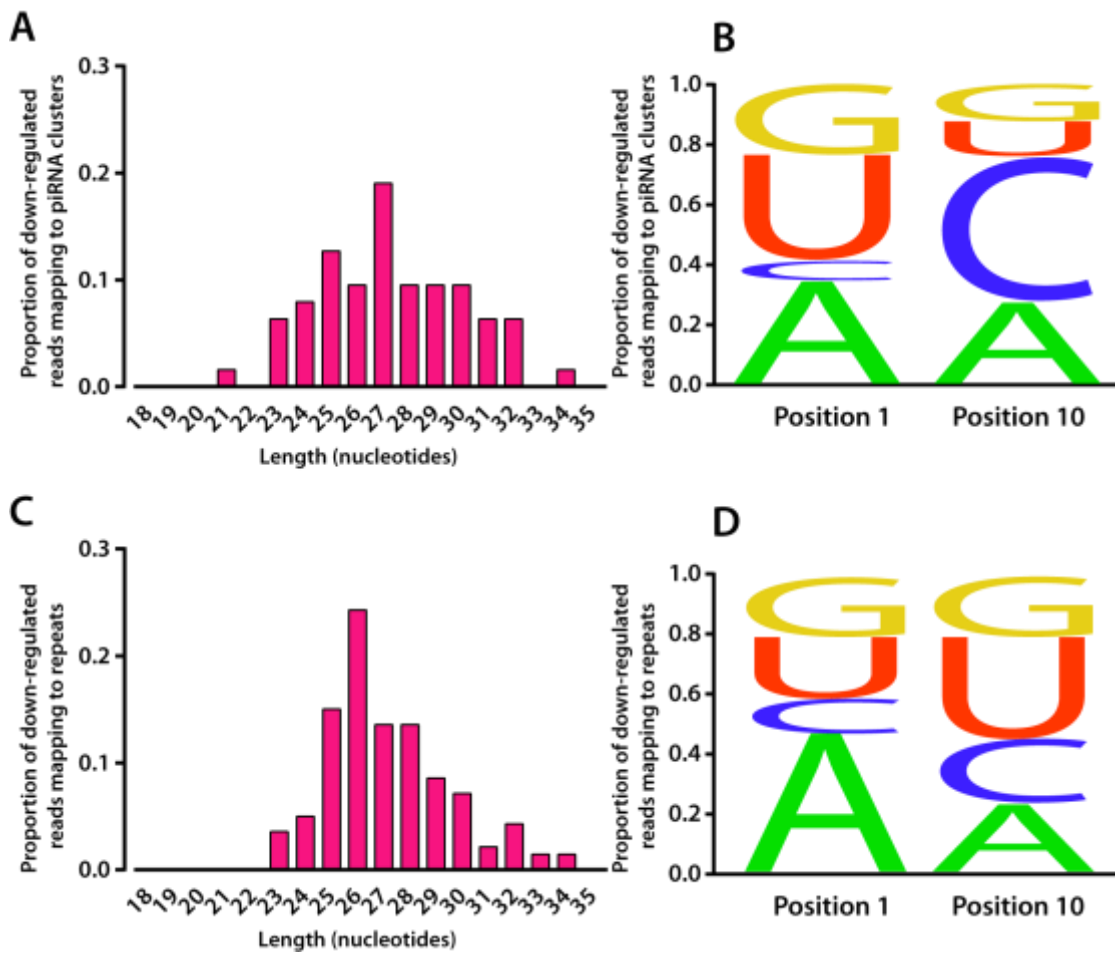 A
Proportion of down-regulated
reads mapping to piRNA clusters
0.3
0.2
0.1
0.0
18 19 20 21 22 23 24 25 26 27 28 29 30 31 32 33 34 35
Length (nucleotides)
B
Proportion of down-regulated
reads mapping to piRNA clusters
1.0
0.8
0.6
0.4
0.2
0.0
G G
U U
C C
A A
Position 1 Position 10
C
Proportion of down-regulated
reads mapping to repeats
0.3
0.2
0.1
0.0
18 19 20 21 22 23 24 25 26 27 28 29 30 31 32 33 34 35
Length (nucleotides)
D
Proportion of down-regulated
reads mapping to repeats
1.0
0.8
0.6
0.4
0.2
0.0
G G
U U
C C
A A
Position 1 Position 10